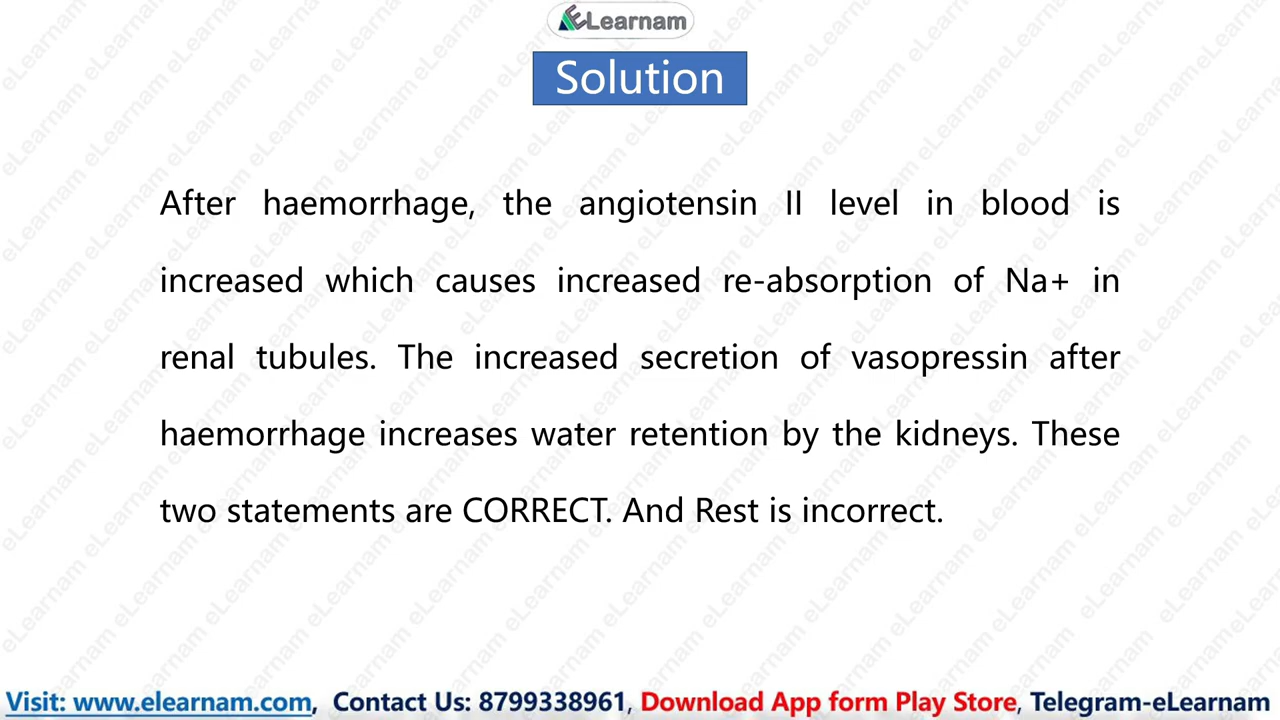 ELearnam
Solution
After haemorrhage, the angiotensin II level in blood is
increased which causes increased re-absorption of Na+ in
renal tubules. The increased secretion of vasopressin after
haemorrhage increases water retention by the kidneys. These
two statements are CORRECT. And Rest is incorrect.
Visit: www.elearnam.com, Contact Us: 8799338961, Download App form Play Store, Telegram-eLearnam